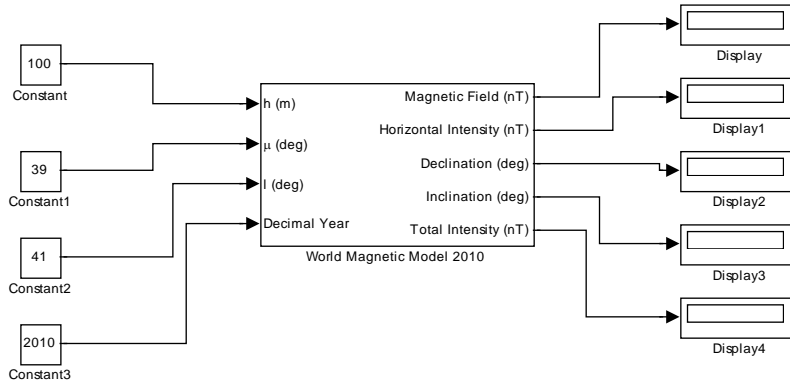 100
Constant
39
Constant1
41
Constant2
2010
Constant3
h (m)
μ (deg)
l (deg)
Decimal Year
Magnetic Field (nT)
Horizontal Intensity (nT)
Declination (deg)
Inclination (deg)
Total Intensity (nT)
World Magnetic Model 2010
Display
Display1
Display2
Display3
Display4